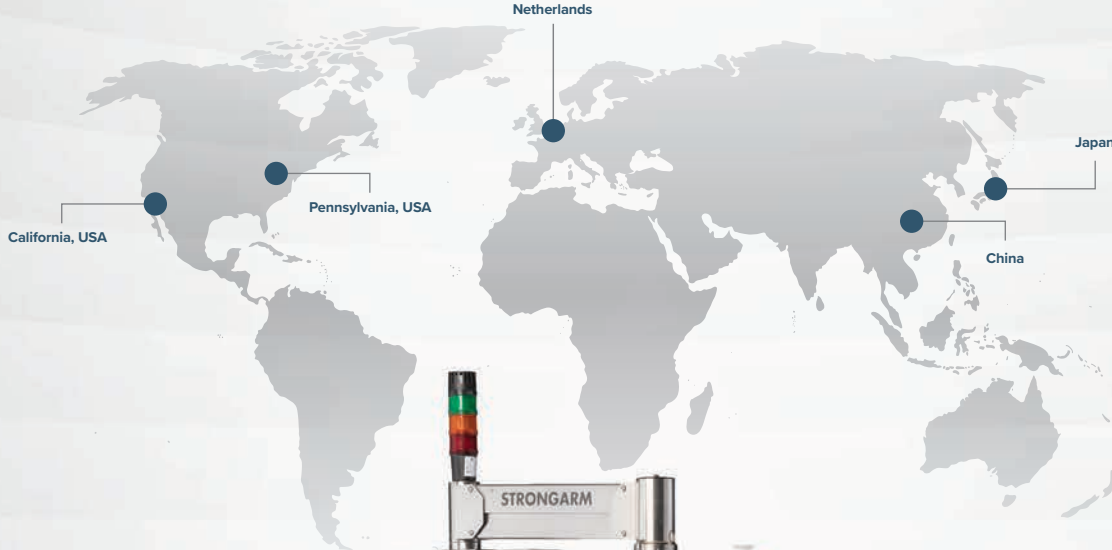 Netherlands
Japan
Pennsylvania, USA
California, USA
China
STRONGARM